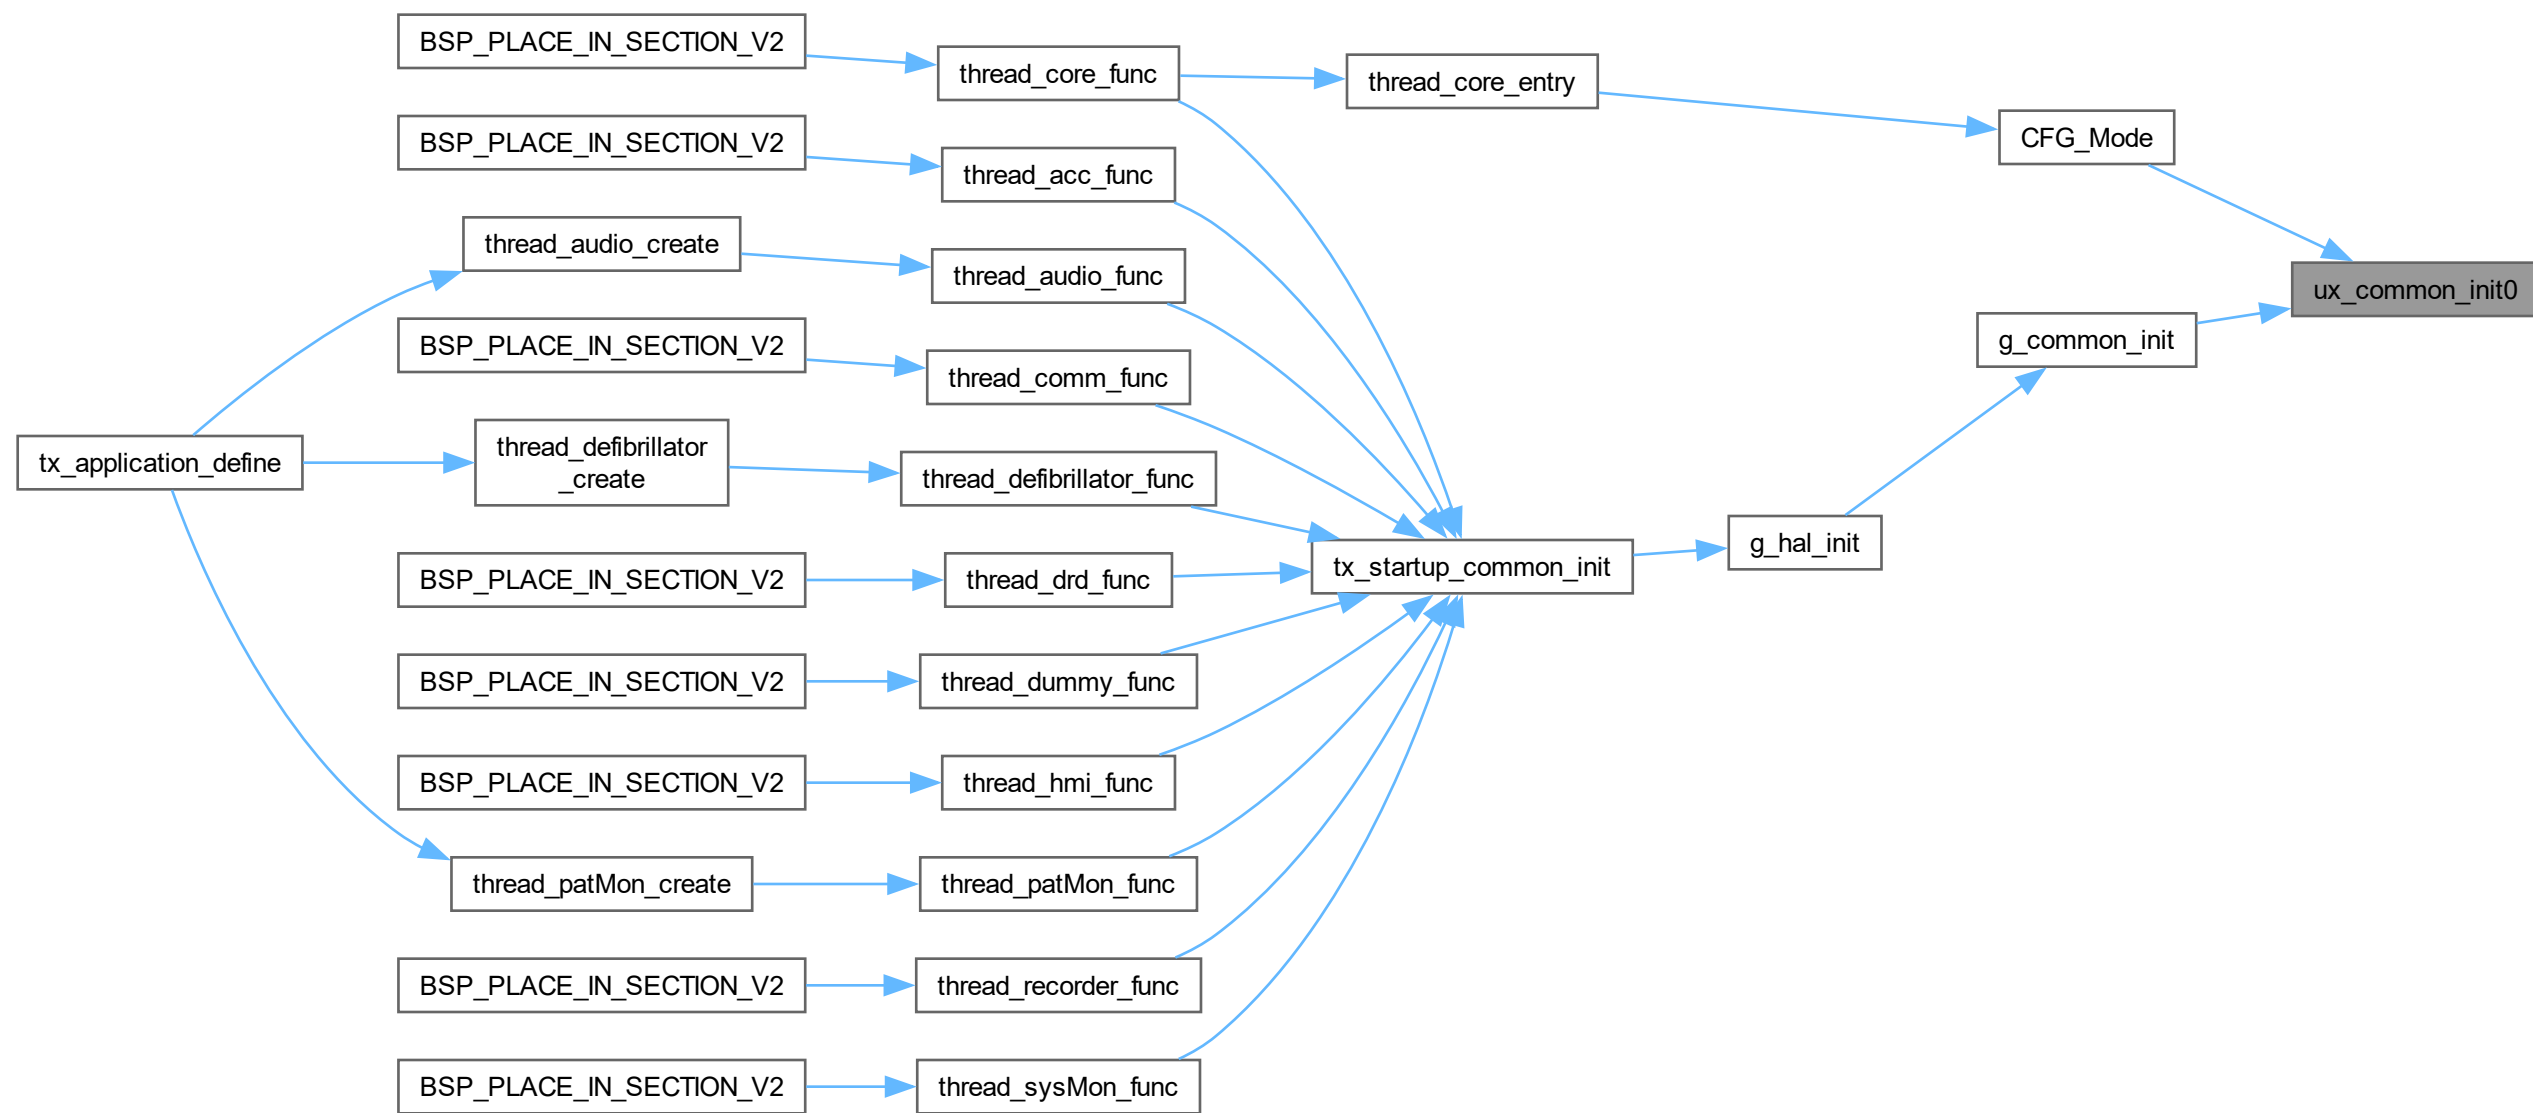 BSP_PLACE_IN_SECTION_V2
thread_core_func
thread_core_entry
CFG_Mode
BSP_PLACE_IN_SECTION_V2
thread_acc_func
thread_audio_create
thread_audio_func
ux_common_init0
BSP_PLACE_IN_SECTION_V2
thread_comm_func
g_common_init
tx_application_define
thread_defibrillator
_create
thread_defibrillator_func
BSP_PLACE_IN_SECTION_V2
thread_drd_func
tx_startup_common_init
g_hal_init
BSP_PLACE_IN_SECTION_V2
thread_dummy_func
BSP_PLACE_IN_SECTION_V2
thread_hmi_func
thread_patMon_create
thread_patMon_func
BSP_PLACE_IN_SECTION_V2
thread_recorder_func
BSP_PLACE_IN_SECTION_V2
thread_sysMon_func